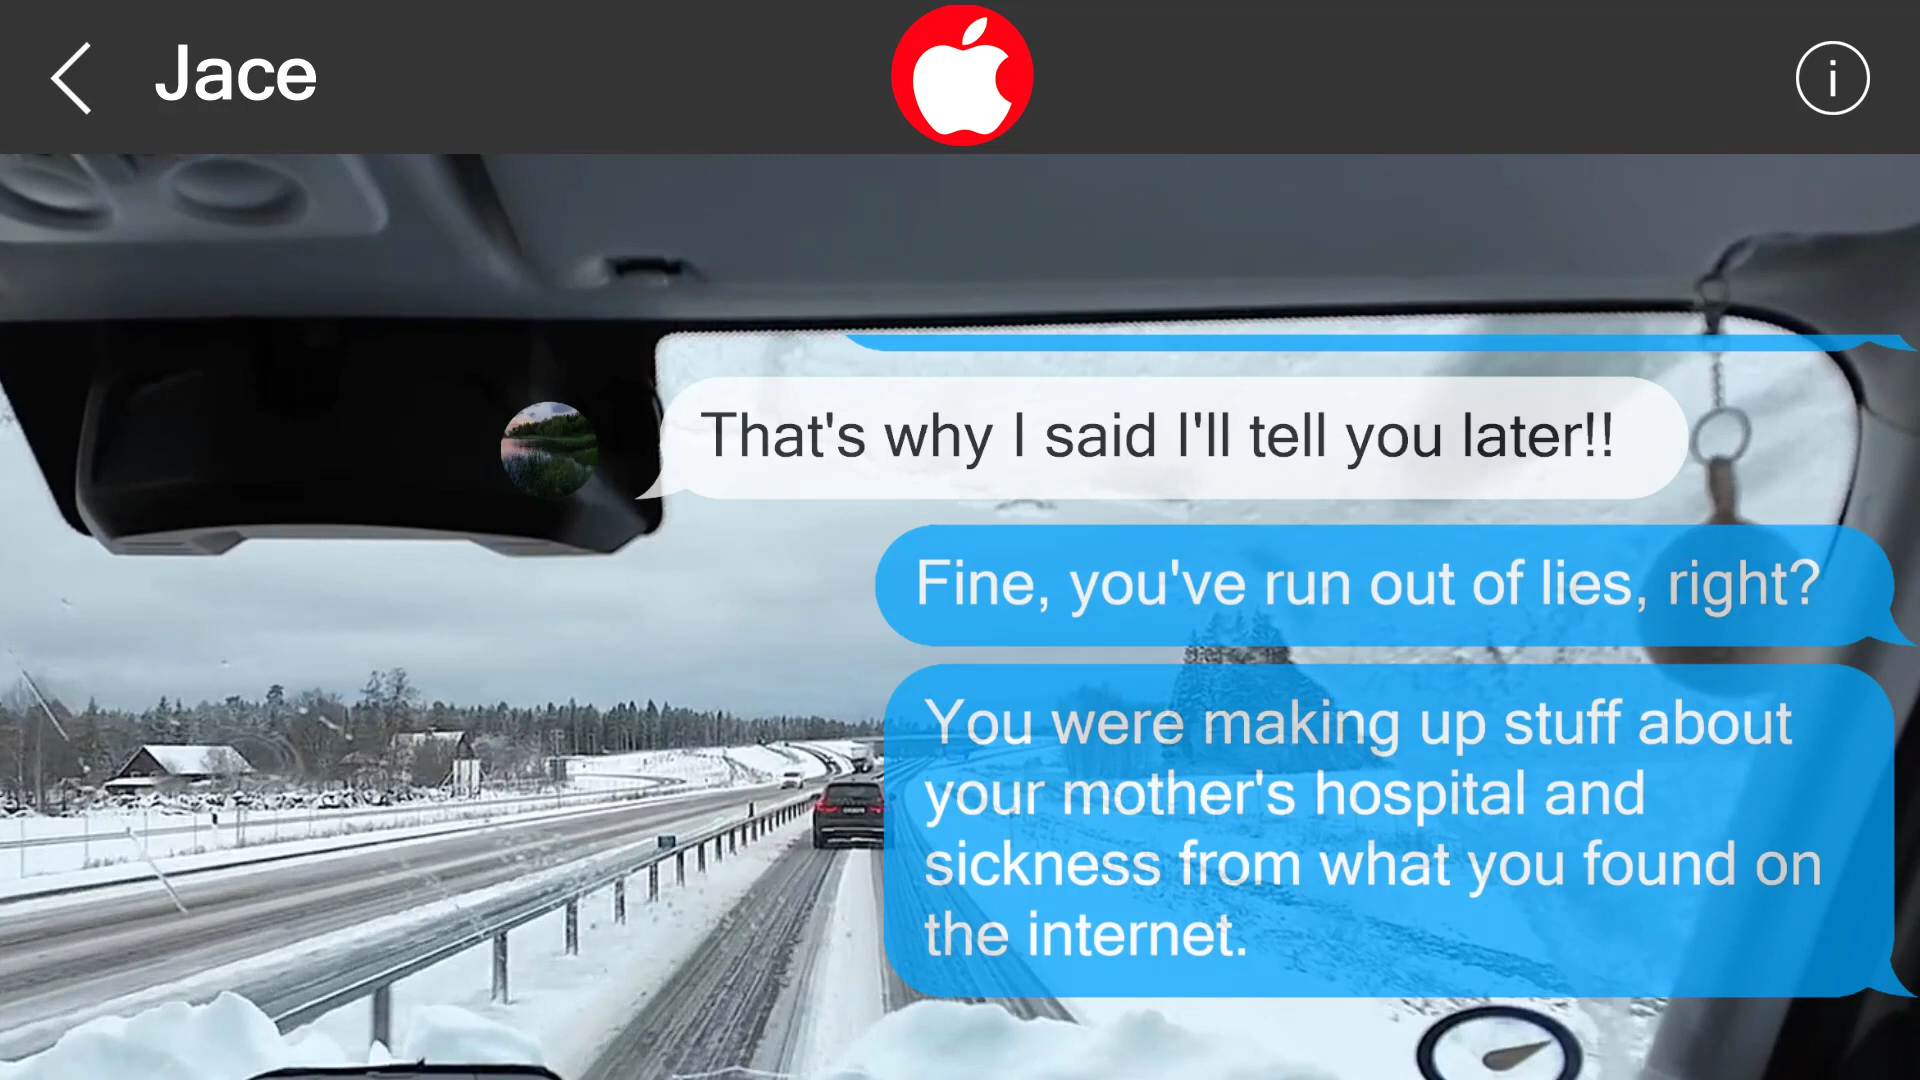 Jace
i
That's why I said I'll tell you later!!
Fine, you've run out of lies, right?
You were making up stuff about
your mother's hospital and
sickness from what you found on
the internet.